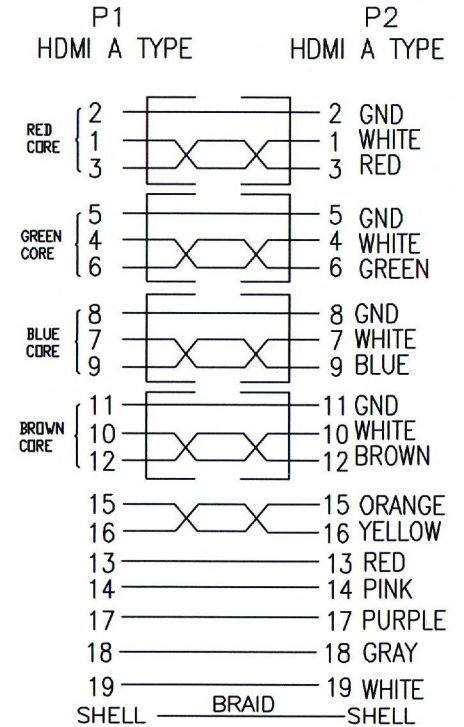 P1 P2
HDMI A TYPE HDMI A TYPE
2 2 GND
RED CORE 1 1 WHITE
3 3 RED
5 5 GND
GREEN CORE 4 4 WHITE
6 6 GREEN
8 8 GND
BLUE CORE 7 7 WHITE
9 9 BLUE
11 11 GND
BROWN CORE 10 10 WHITE
12 12 BROWN
15 15 ORANGE
16 16 YELLOW
13 13 RED
14 14 PINK
17 17 PURPLE
18 18 GRAY
19 19 WHITE
SHELL BRAID SHELL